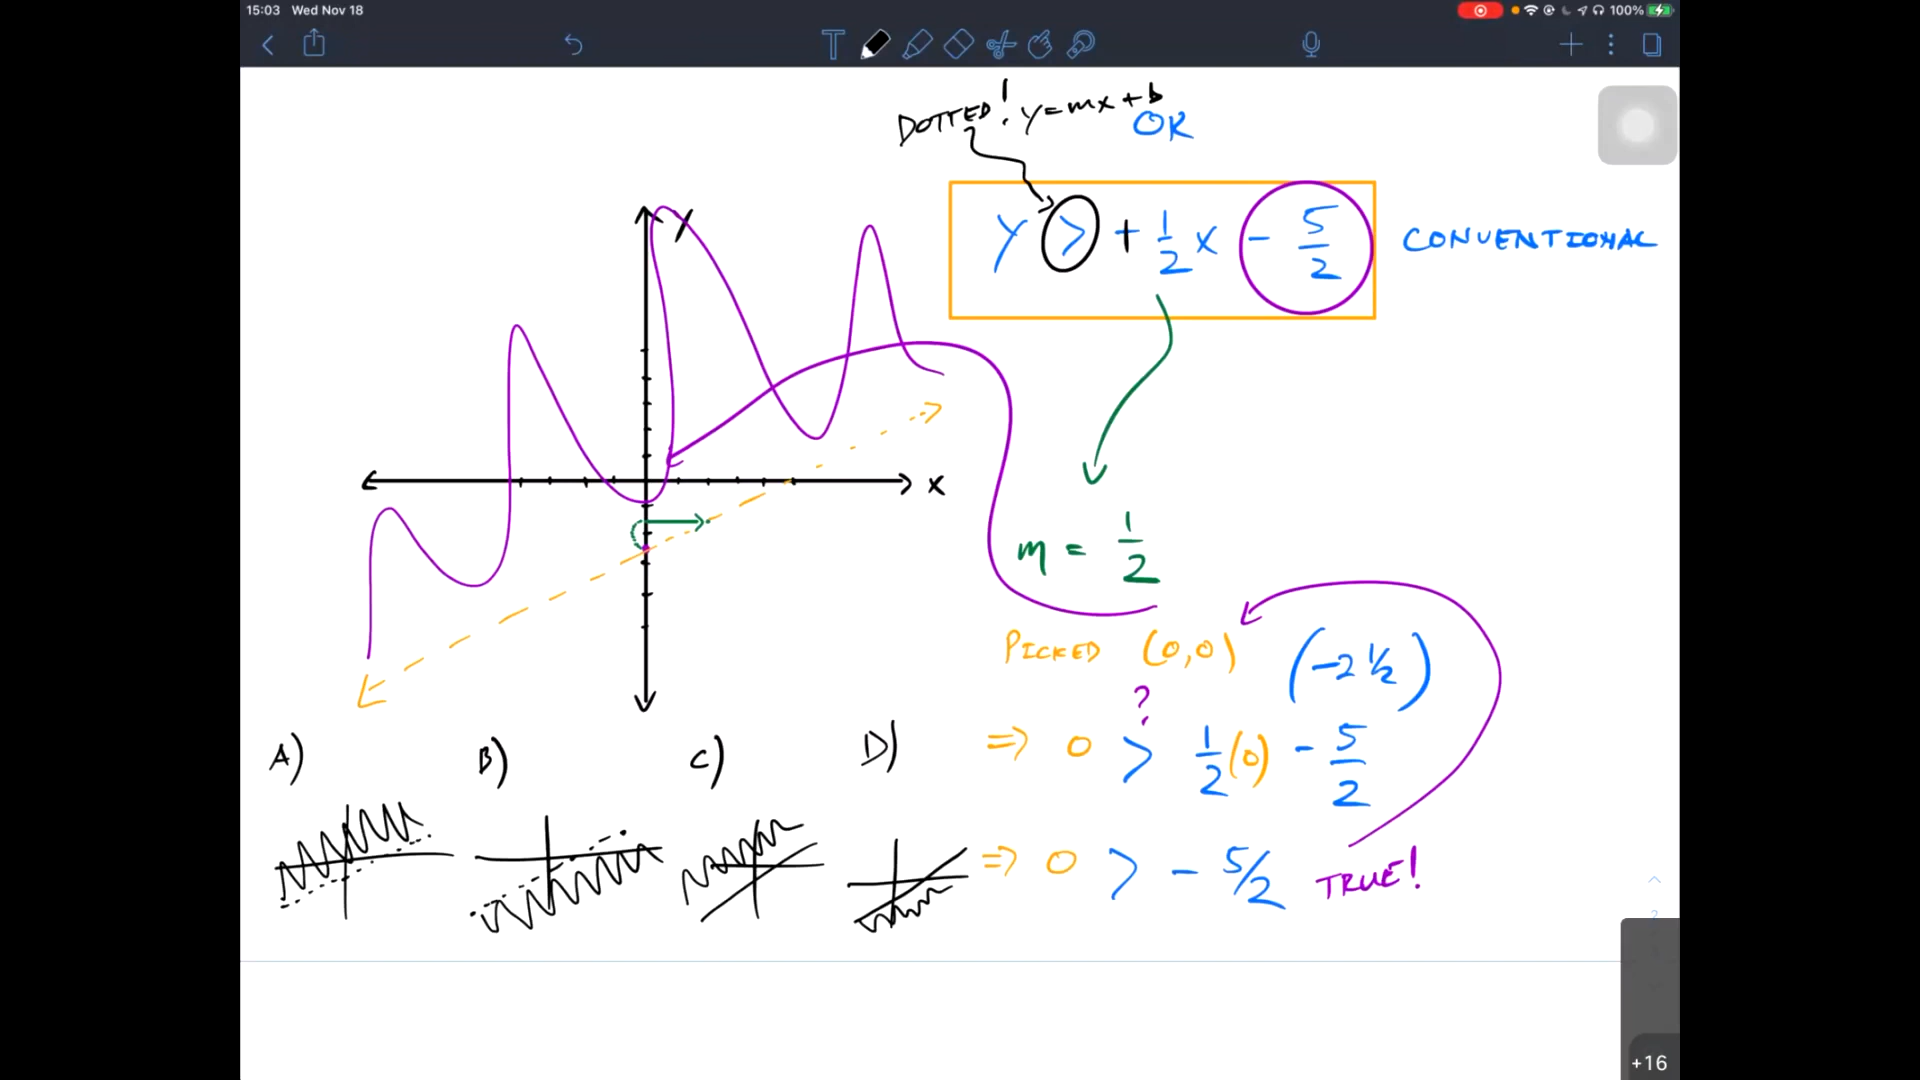 15:03 Wed Nov 18 100%
DOTTED! y=mx+b
OR
y > + 1/2 x - 5/2 CONVENTIONAL
y
x
m = 1/2
PICKED (0,0) (-2 1/2)
?
A) B) C) D) => 0 > 1/2 (0) - 5/2
=> 0 > - 5/2 TRUE!
+16